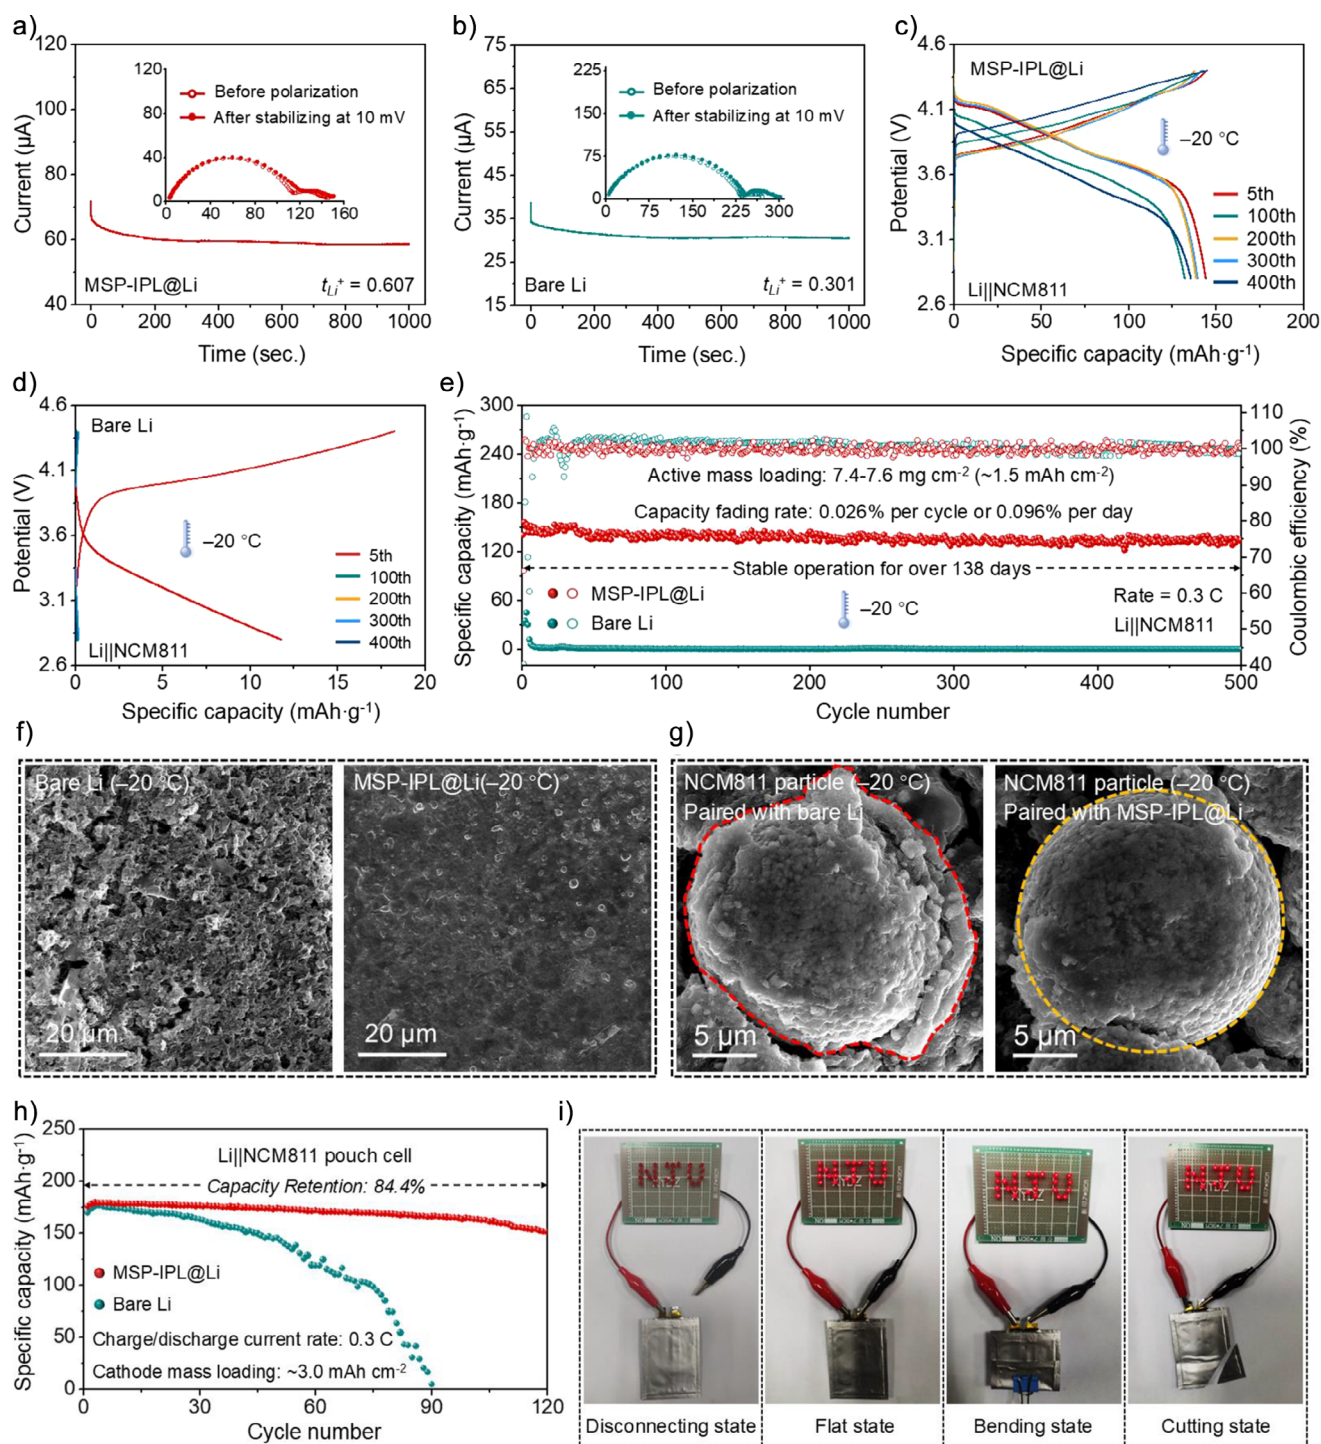 a)
120
100
80
60
40
Current (µA)
0
200
400
600
800
1000
Time (sec.)
120
80
40
0
0
40
80
120
160
Before polarization
After stabilizing at 10 mV
MSP-IPL@Li
tLi+ = 0.607
b)
75
65
55
45
35
25
15
Current (µA)
0
200
400
600
800
1000
Time (sec.)
225
150
75
0
0
75
150
225
300
Before polarization
After stabilizing at 10 mV
Bare Li
tLi+ = 0.301
c)
4.6
4.1
3.6
3.1
2.6
Potential (V)
MSP-IPL@Li
–20 °C
5th
100th
200th
300th
400th
Li||NCM811
0
50
100
150
200
Specific capacity (mAh·g-1)
d)
4.6
4.1
3.6
3.1
2.6
Potential (V)
Bare Li
–20 °C
5th
100th
200th
300th
400th
Li||NCM811
0
5
10
15
20
Specific capacity (mAh·g-1)
e)
300
240
180
120
60
0
Specific capacity (mAh·g-1)
110
100
90
80
70
60
50
40
Coulombic efficiency (%)
Active mass loading: 7.4-7.6 mg cm-2 (~1.5 mAh cm-2)
Capacity fading rate: 0.026% per cycle or 0.096% per day
Stable operation for over 138 days
MSP-IPL@Li
Bare Li
–20 °C
Rate = 0.3 C
Li||NCM811
0
100
200
300
400
500
Cycle number
f)
Bare Li (–20 °C)
20 µm
MSP-IPL@Li(–20 °C)
20 µm
g)
NCM811 particle (–20 °C)
Paired with bare Li
5 µm
NCM811 particle (–20 °C)
Paired with MSP-IPL@Li
5 µm
h)
250
200
150
100
50
0
Specific capacity (mAh·g-1)
Li||NCM811 pouch cell
Capacity Retention: 84.4%
MSP-IPL@Li
Bare Li
Charge/discharge current rate: 0.3 C
Cathode mass loading: ~3.0 mAh cm-2
0
30
60
90
120
Cycle number
i)
NTU
NTU
NTU
NTU
Disconnecting state
Flat state
Bending state
Cutting state